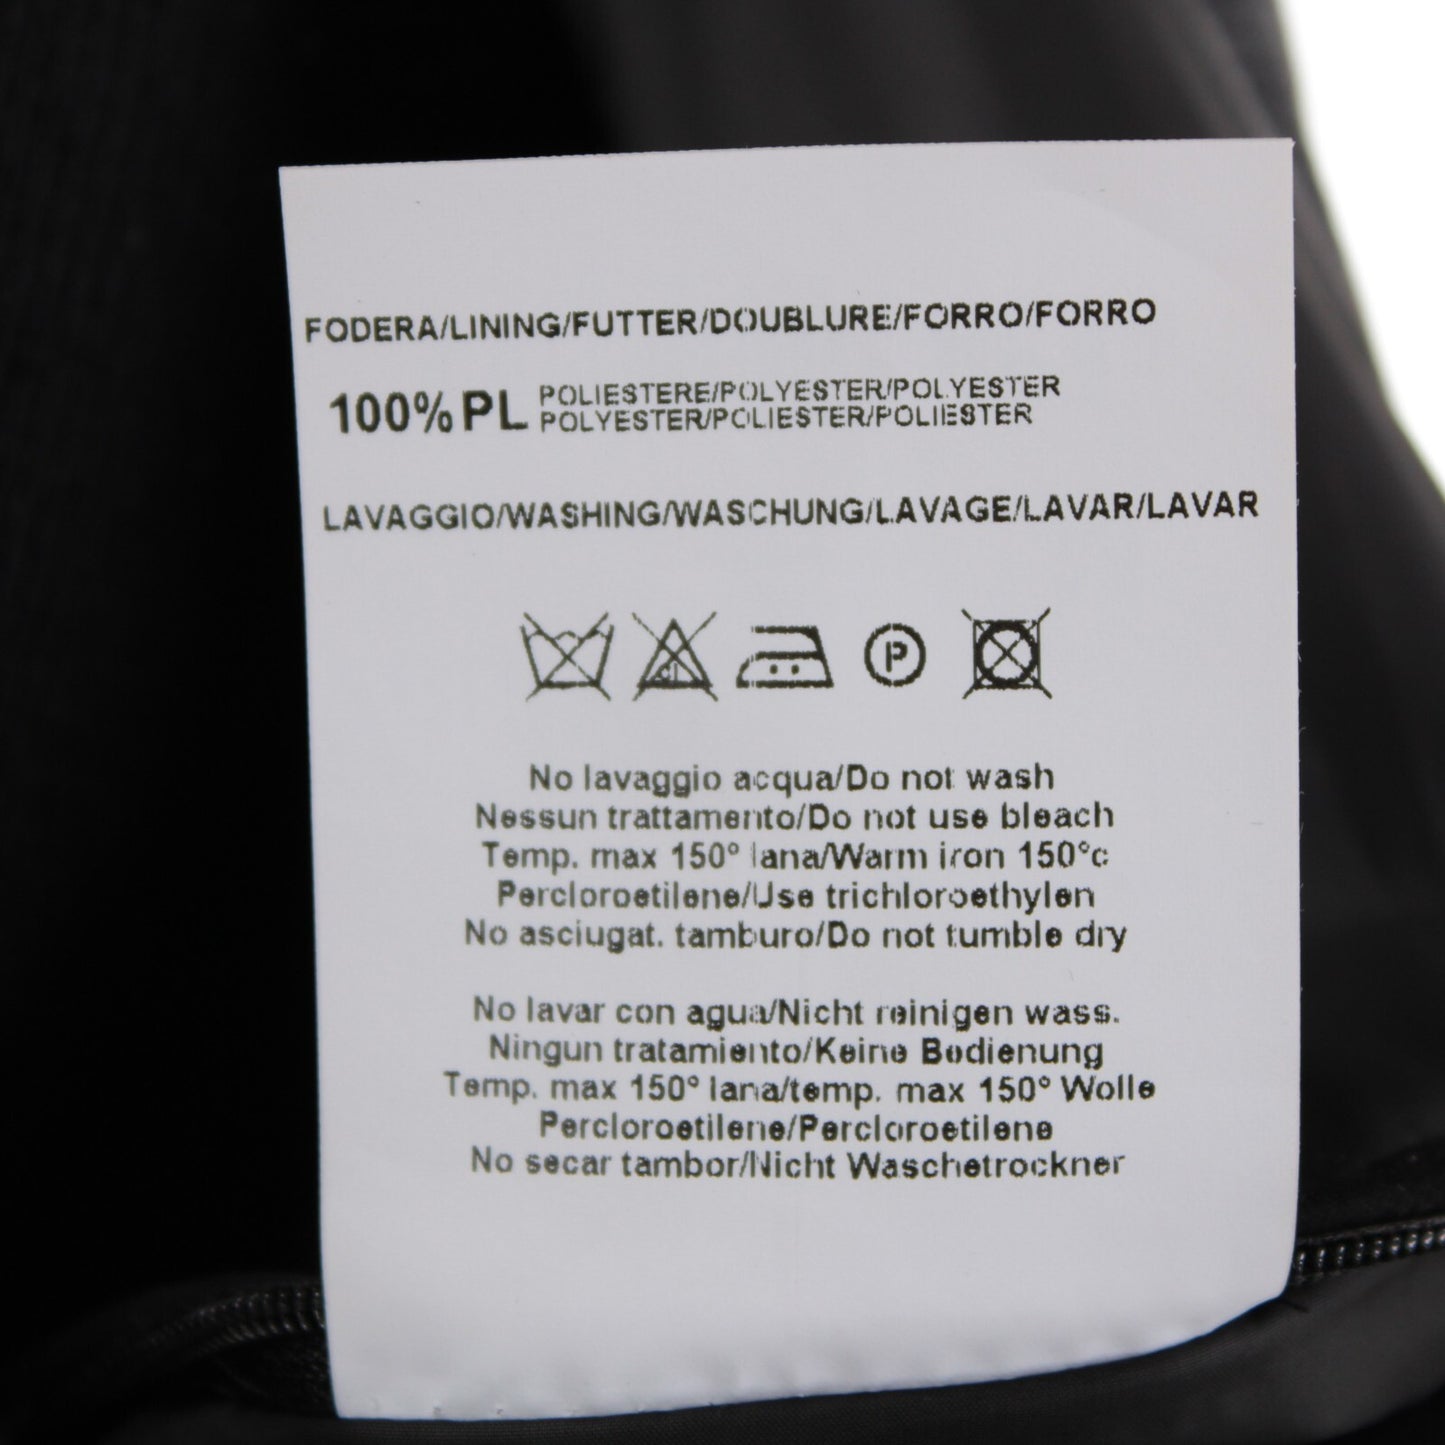 FODERA/LINING/FUTTER/DOUBLURE/FORRO/FORRO
100% PL POLIESTERE/POLYESTER/POLYESTER
POLYESTER/POLIESTER/POLIESTER
LAVAGGIO/WASHING/WASCHUNG/LAVAGE/LAVAR/LAVAR
cl P
No lavaggio acqua/Do not wash
Nessun trattamento/Do not use bleach
Temp. max 150° lana/Warm iron 150°c
Percloroetilene/Use trichloroethylen
No asciugat. tamburo/Do not tumble dry
No lavar con agua/Nicht reinigen wass.
Ningun tratamiento/Keine Bedienung
Temp. max 150° lana/temp. max 150° Wolle
Percloroetilene/Percloroetilene
No secar tambor/Nicht Waschetrockner